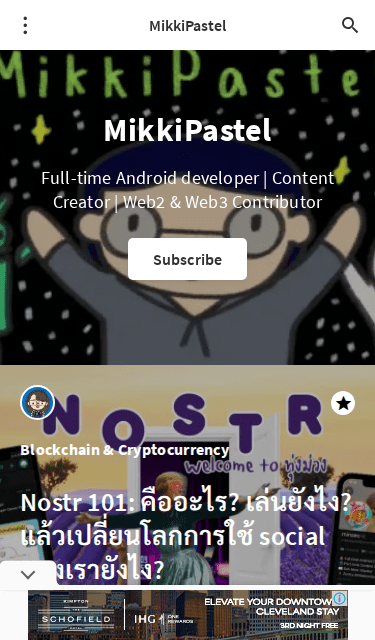 MikkiPastel
MikkiPaste
MikkiPastel
Full-time Android developer | Content
Creator | Web2 & Web3 Contributor
Subscribe
NOSTR
Blockchain & Cryptocurrency
welcome to ทุ่งม่วง
Nostr 101: คืออะไร? เล่นยังไง?
แล้วเปลี่ยนโลกการใช้ social
งเรายังไง?
KIMPTON
THE
SCHOFIELD
HOTEL
IHG
ONE
REWARDS
ELEVATE YOUR DOWNTOWN
CLEVELAND STAY
3RD NIGHT FREE